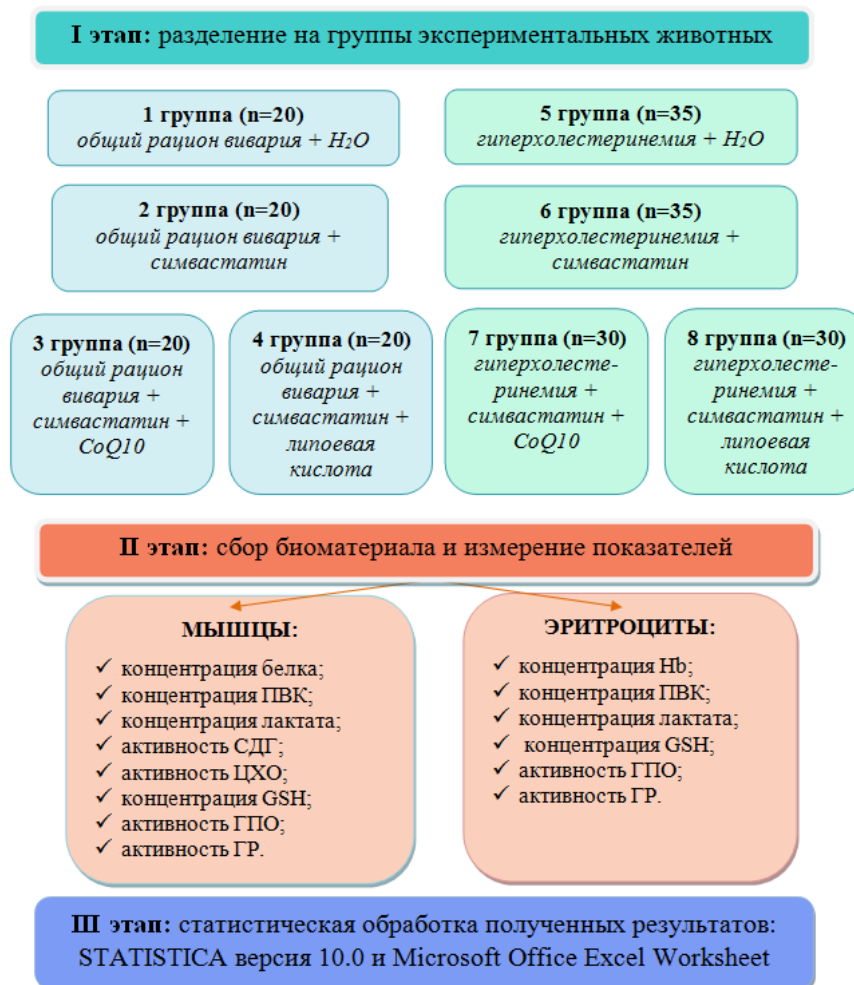 I этап: разделение на группы экспериментальных животных
1 группа (n=20)
общий рацион вивария + H₂O
5 группа (n=35)
гиперхолестеринемия + H₂O
2 группа (n=20)
общий рацион вивария +
симвастатин
6 группа (n=35)
гиперхолестеринемия +
симвастатин
3 группа (n=20)
общий рацион
вивария +
симвастатин +
CoQ10
4 группа (n=20)
общий рацион
вивария +
симвастатин +
липоевая
кислота
7 группа (n=30)
гиперхолесте-
ринемия +
симвастатин +
CoQ10
8 группа (n=30)
гиперхолесте-
ринемия +
симвастатин +
липоевая
кислота
II этап: сбор биоматериала и измерение показателей
МЫШЦЫ:
✓ концентрация белка;
✓ концентрация ПВК;
✓ концентрация лактата;
✓ активность СДГ;
✓ активность ЦХО;
✓ концентрация GSH;
✓ активность ГПО;
✓ активность ГР.
ЭРИТРОЦИТЫ:
✓ концентрация Hb;
✓ концентрация ПВК;
✓ концентрация лактата;
✓ концентрация GSH;
✓ активность ГПО;
✓ активность ГР.
III этап: статистическая обработка полученных результатов:
STATISTICA версия 10.0 и Microsoft Office Excel Worksheet